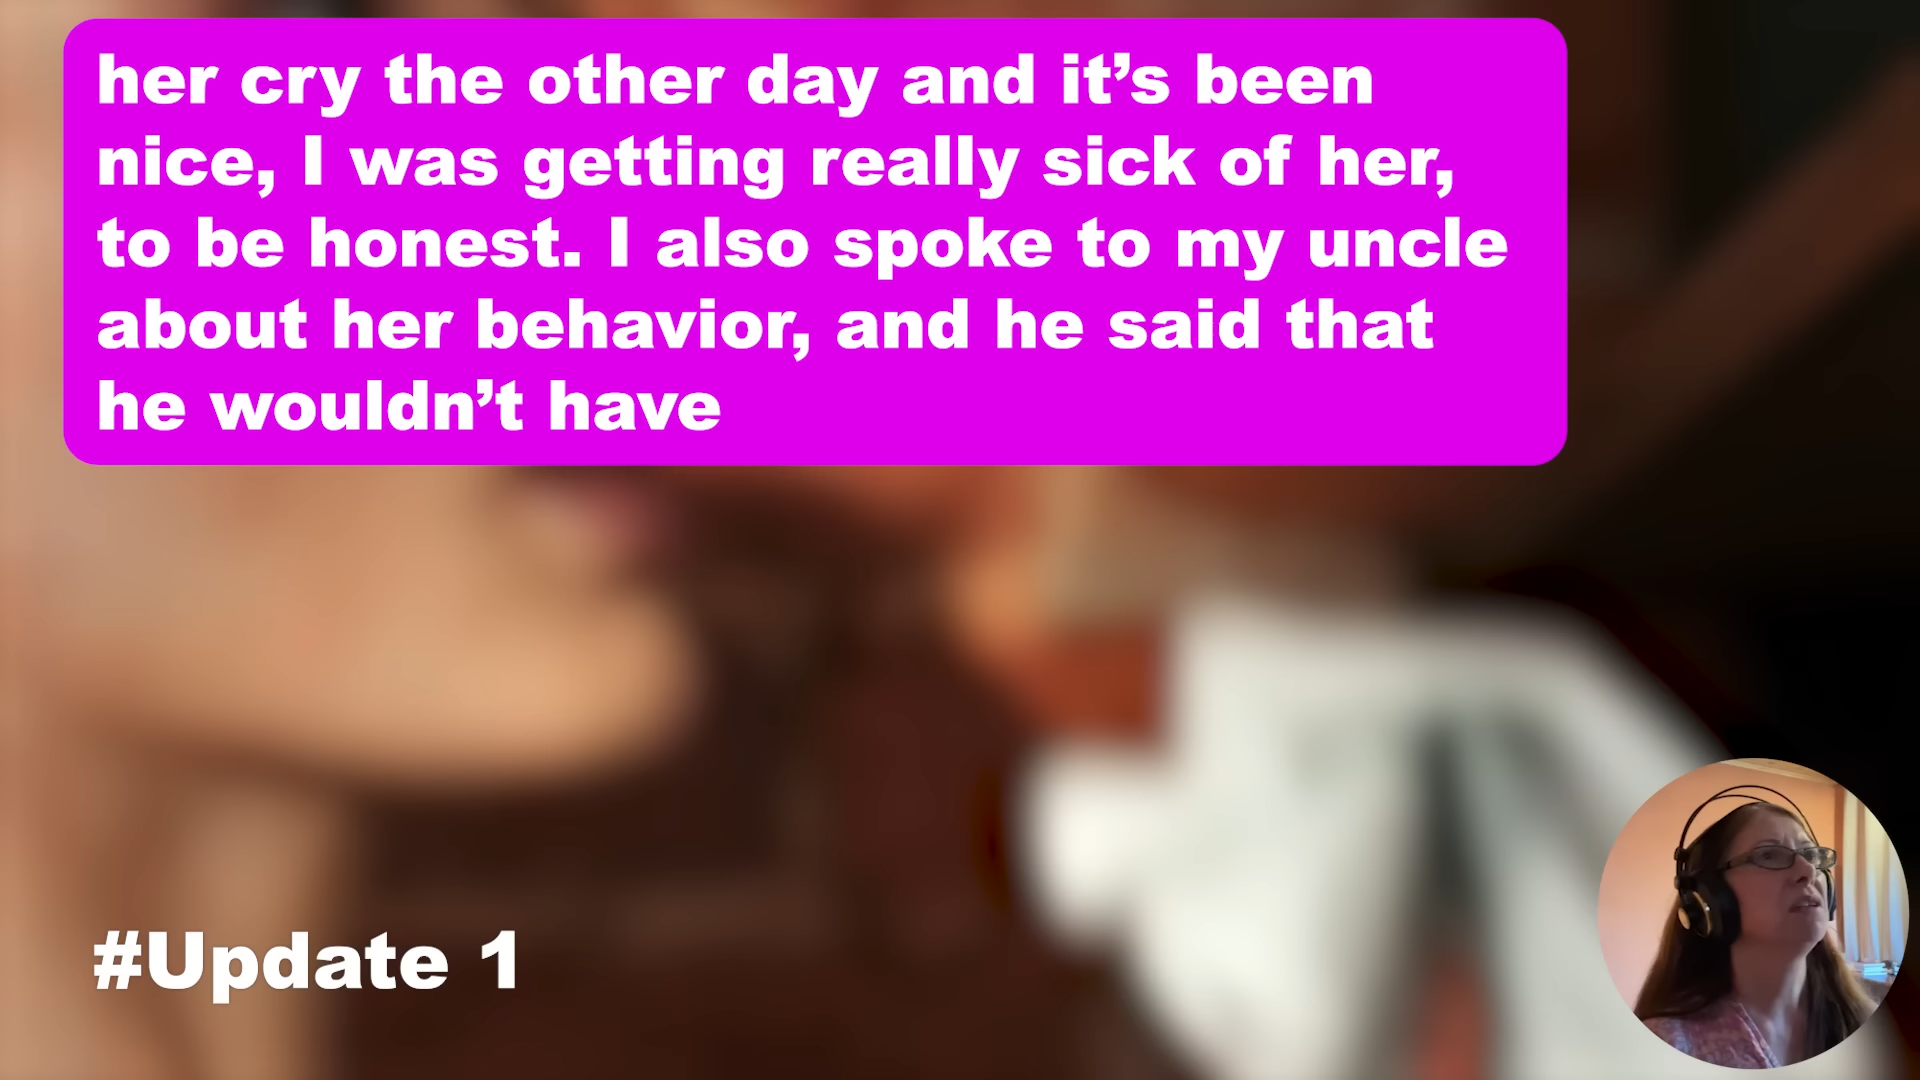 her cry the other day and it’s been
nice, I was getting really sick of her,
to be honest. I also spoke to my uncle
about her behavior, and he said that
he wouldn’t have
#Update 1